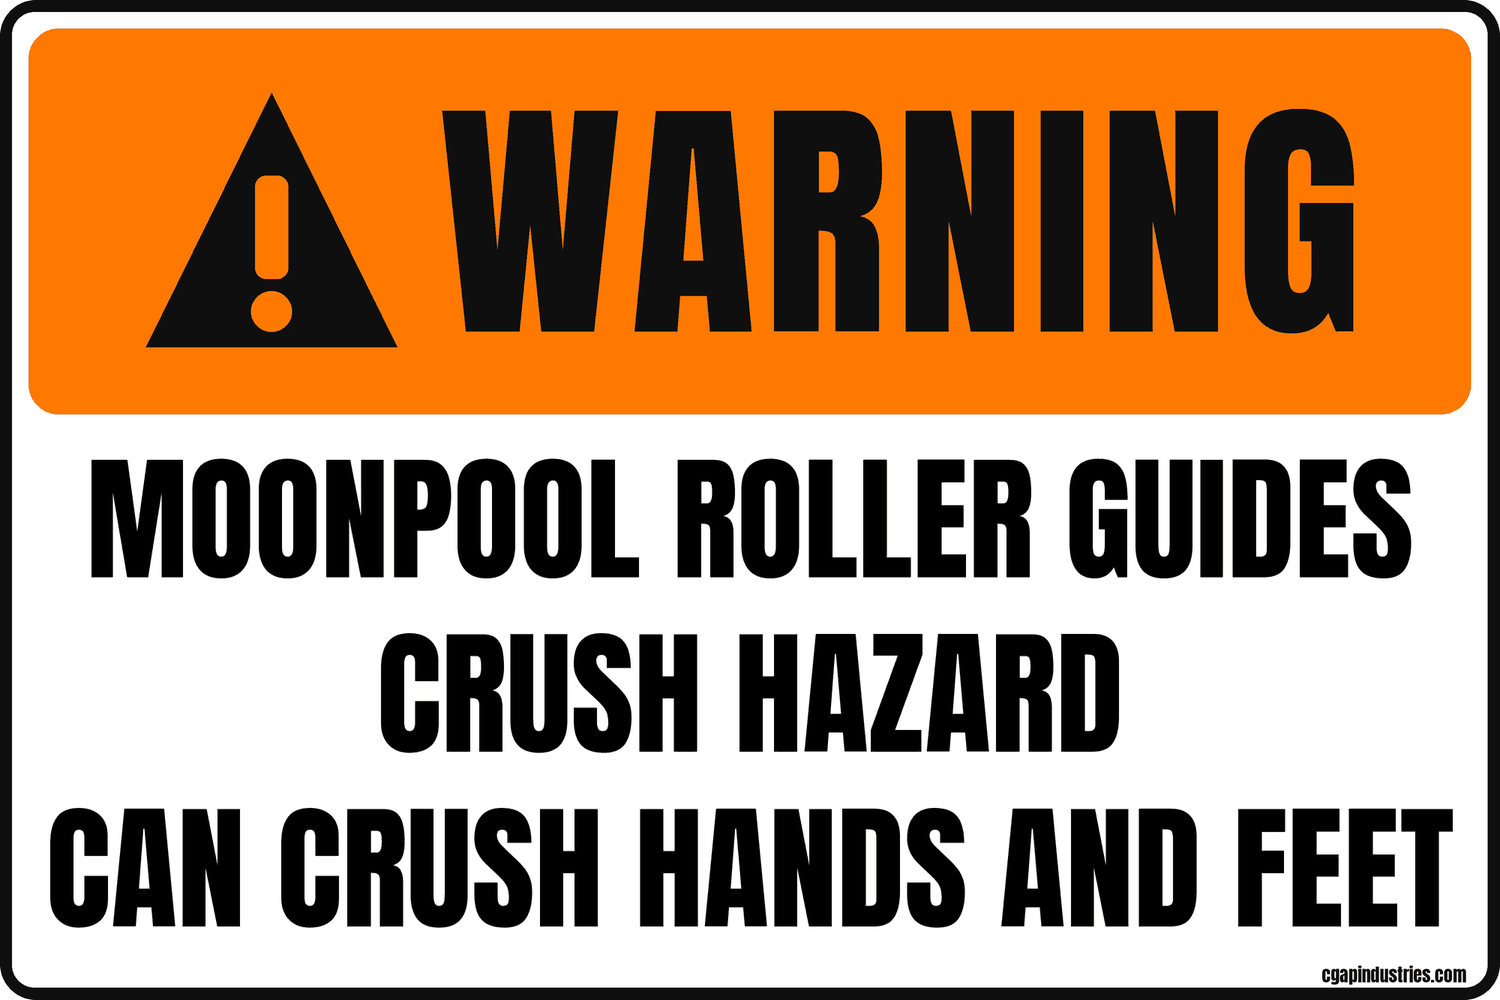 WARNING
MOONPOOL ROLLER GUIDES
CRUSH HAZARD
CAN CRUSH HANDS AND FEET
cgapindustries.com